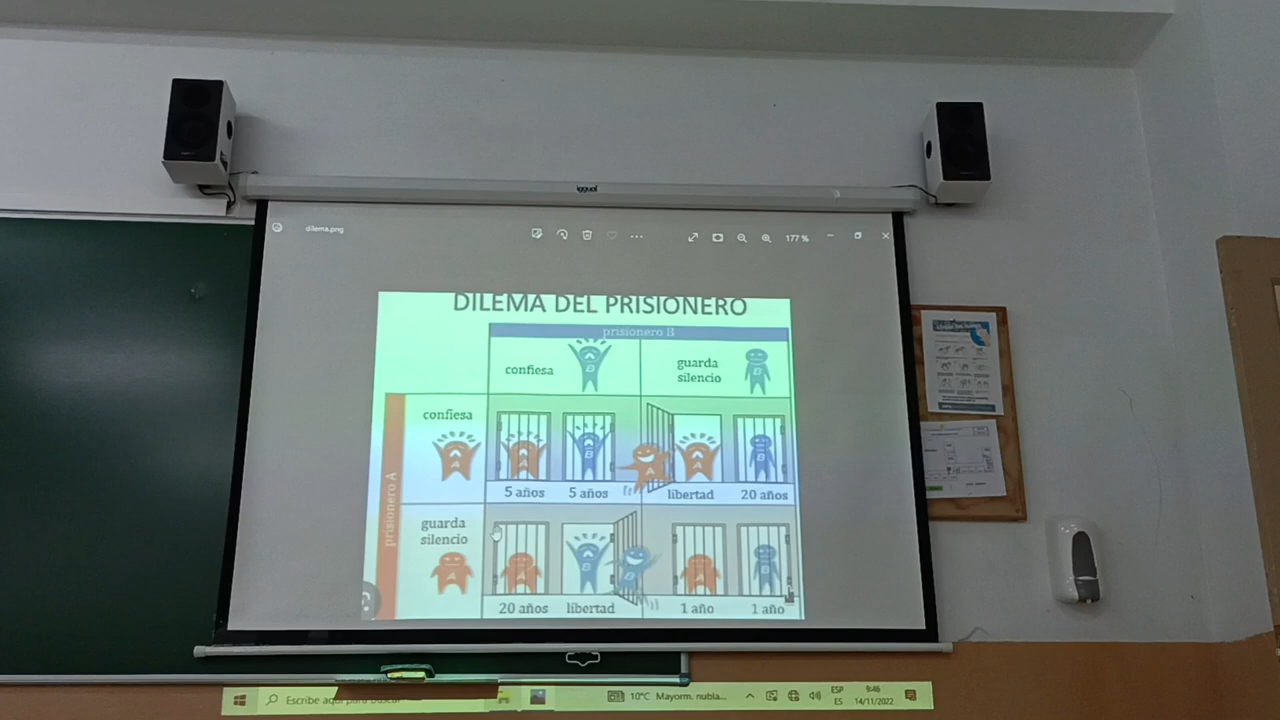 iggual
dilema.png
177 %
DILEMA DEL PRISIONERO
prisionero B
confiesa
guarda
silencio
prisionero A
confiesa
5 años 5 años libertad 20 años
guarda
silencio
20 años libertad 1 año 1 año
Escribe aquí para buscar
10°C Mayorm. nubla... ESP 9:46
ES 14/11/2022